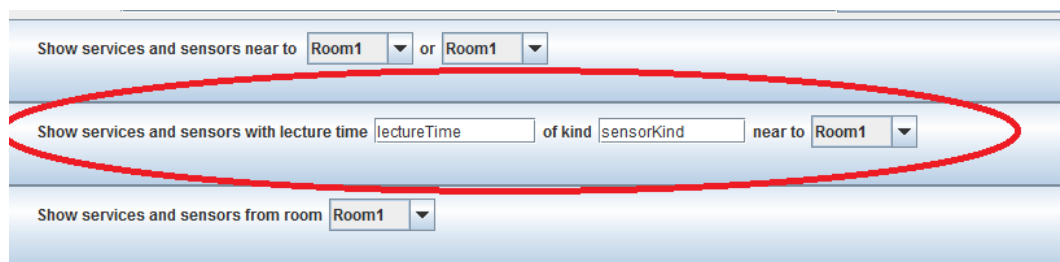 Show services and sensors near to Room1 or Room1
Show services and sensors with lecture time lectureTime of kind sensorKind near to Room1
Show services and sensors from room Room1